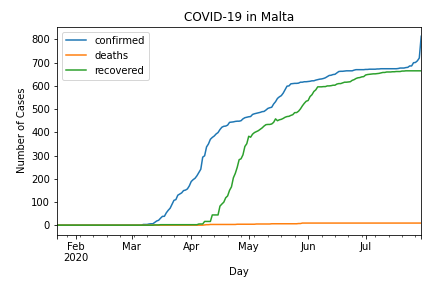 COVID-19 in Malta
confirmed
deaths
recovered
Number of Cases
800
700
600
500
400
300
200
100
0
Feb
2020
Mar
Apr
May
Jun
Jul
Day